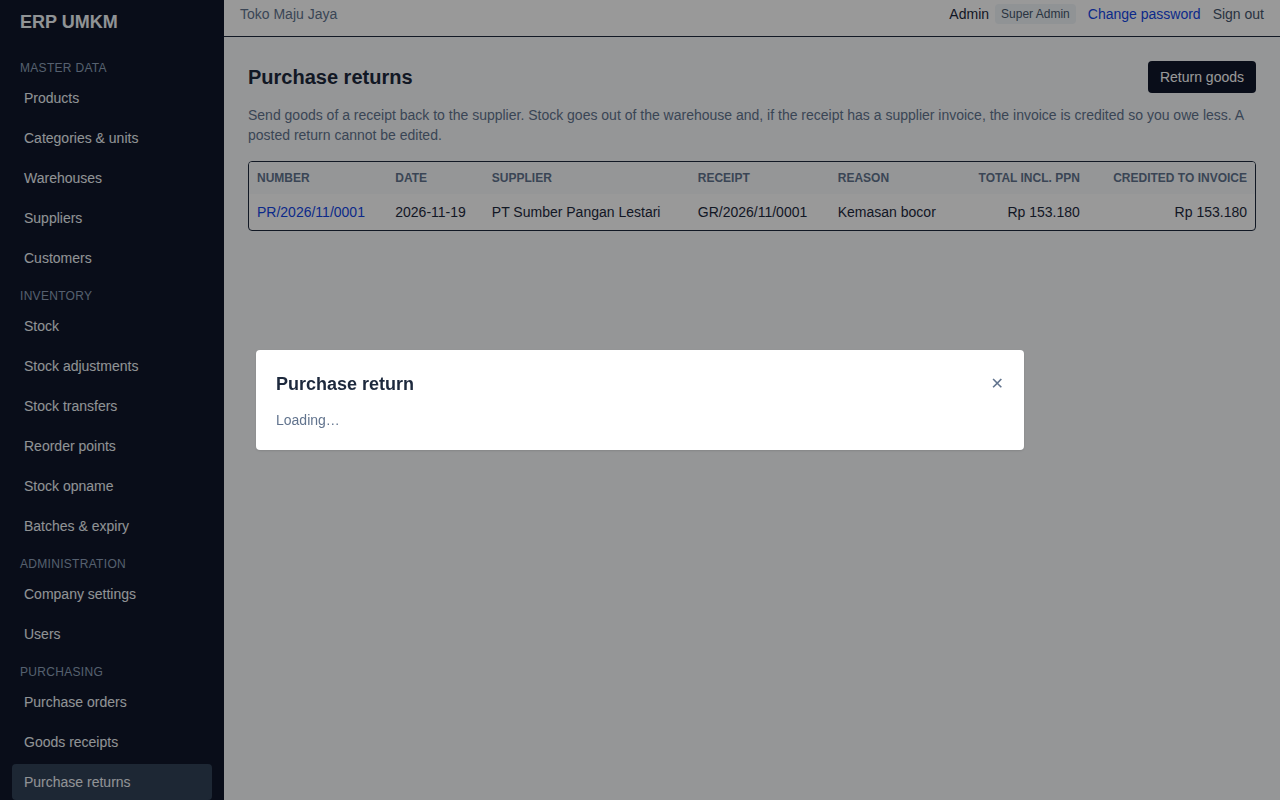 ERP UMKM
MASTER DATA
Products
Categories & units
Warehouses
Suppliers
Customers
INVENTORY
Stock
Stock adjustments
Stock transfers
Reorder points
Stock opname
Batches & expiry
ADMINISTRATION
Company settings
Users
PURCHASING
Purchase orders
Goods receipts
Purchase returns
Toko Maju Jaya
Admin Super Admin Change password Sign out
Purchase returns
Return goods
Send goods of a receipt back to the supplier. Stock goes out of the warehouse and, if the receipt has a supplier invoice, the invoice is credited so you owe less. A
posted return cannot be edited.
NUMBER DATE SUPPLIER RECEIPT REASON TOTAL INCL. PPN CREDITED TO INVOICE
PR/2026/11/0001 2026-11-19 PT Sumber Pangan Lestari GR/2026/11/0001 Kemasan bocor Rp 153.180 Rp 153.180
Purchase return ✕
Loading…